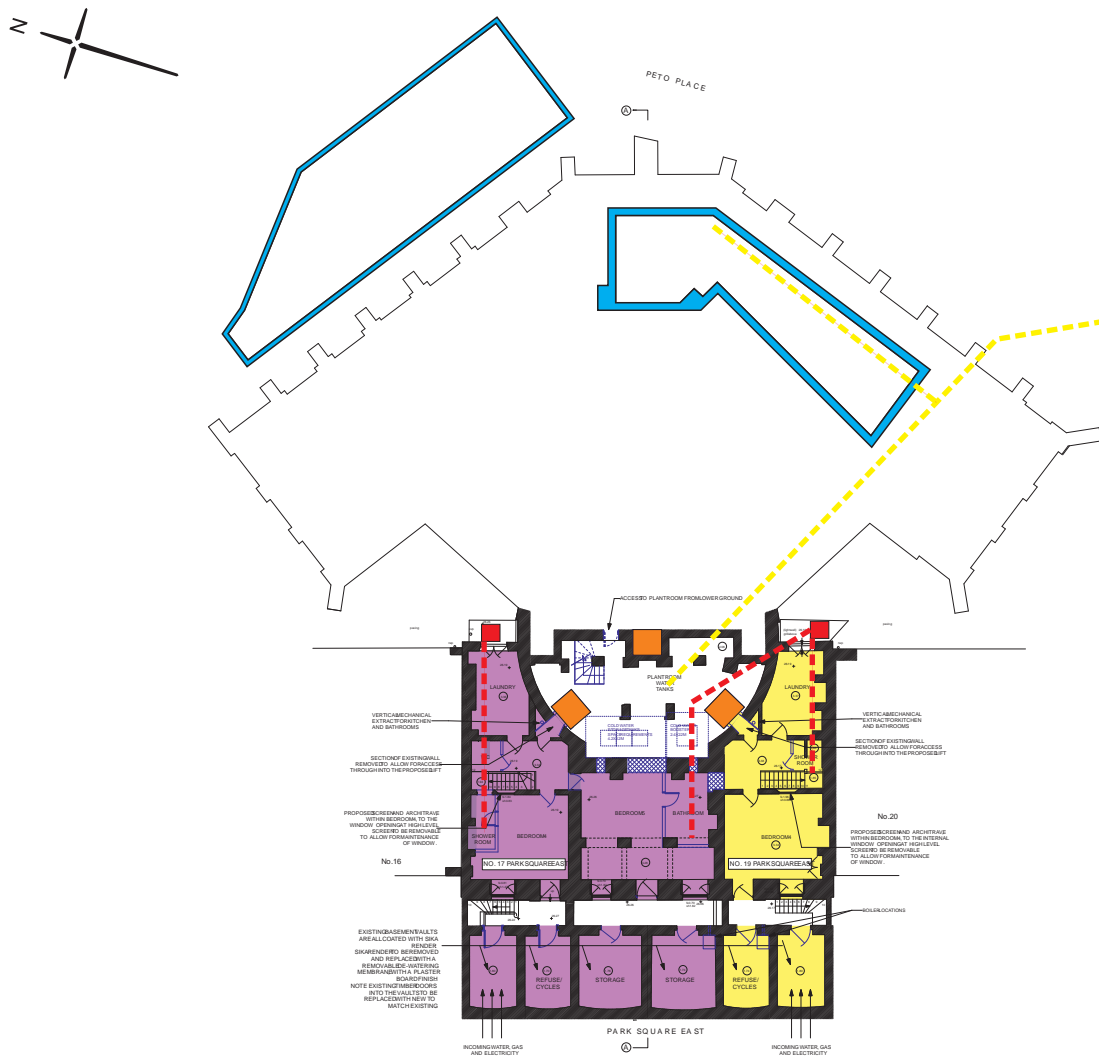 N
PETO PLACE
A
ACCESS TO PLANTROOM FROM LOWER GROUND
PLANTROOM
WATER
TANKS
LAUNDRY
LAUNDRY
VERTICAL MECHANICAL
EXTRACT FOR KITCHEN
AND BATHROOMS
VERTICAL MECHANICAL
EXTRACT FOR KITCHEN
AND BATHROOMS
COLD WATER
COLD WATER
SECTION OF EXISTING WALL
REMOVED TO ALLOW FOR ACCESS
THROUGH INTO THE PROPOSED LIFT
SECTION OF EXISTING WALL
REMOVED TO ALLOW FOR ACCESS
THROUGH INTO THE PROPOSED LIFT
SHOWER
ROOM
PROPOSED SCREEN AND ARCHITRAVE
WITHIN BEDROOM 4, TO THE
WINDOW OPENING AT HIGH LEVEL
SCREEN TO BE REMOVABLE
TO ALLOW FOR MAINTENANCE
OF WINDOW.
SHOWER
ROOM
BEDROOM 4
BEDROOM 5
BATHROOM
BEDROOM 4
No.20
PROPOSED SCREEN AND ARCHITRAVE
WITHIN BEDROOM 4, TO THE INTERNAL
WINDOW OPENING AT HIGH LEVEL
SCREEN TO BE REMOVABLE
TO ALLOW FOR MAINTENANCE
OF WINDOW.
No.16
NO. 17 PARK SQUARE EAST
NO. 19 PARK SQUARE EAST
BOILER LOCATIONS
EXISTING BASEMENT VAULTS
ARE ALL COATED WITH SIKA
RENDER
SIKA RENDER TO BE REMOVED
AND REPLACED WITH A
REMOVABLE DE-WATERING
MEMBRANE WITH A PLASTER
BOARD FINISH
NOTE EXISTING TIMBER DOORS
INTO THE VAULTS TO BE
REPLACED WITH NEW TO
MATCH EXISTING
REFUSE/
CYCLES
STORAGE
STORAGE
REFUSE/
CYCLES
PARK SQUARE EAST
A
INCOMING WATER, GAS
AND ELECTRICITY
INCOMING WATER, GAS
AND ELECTRICITY